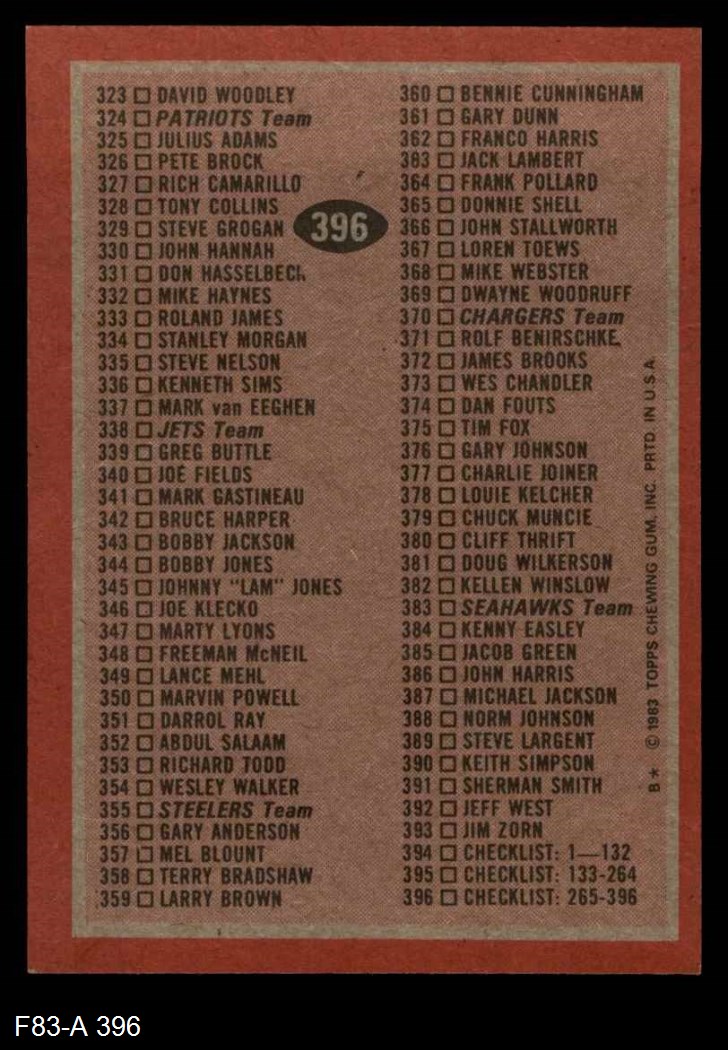 323 DAVID WOODLEY
324 PATRIOTS Team
325 JULIUS ADAMS
326 PETE BROCK
327 RICH CAMARILLO
328 TONY COLLINS
329 STEVE GROGAN
330 JOHN HANNAH
331 DON HASSELBECK
332 MIKE HAYNES
333 ROLAND JAMES
334 STANLEY MORGAN
335 STEVE NELSON
336 KENNETH SIMS
337 MARK van EEGHEN
338 JETS Team
339 GREG BUTTLE
340 JOE FIELDS
341 MARK GASTINEAU
342 BRUCE HARPER
343 BOBBY JACKSON
344 BOBBY JONES
345 JOHNNY "LAM" JONES
346 JOE KLECKO
347 MARTY LYONS
348 FREEMAN McNEIL
349 LANCE MEHL
350 MARVIN POWELL
351 DARROL RAY
352 ABDUL SALAAM
353 RICHARD TODD
354 WESLEY WALKER
355 STEELERS Team
356 GARY ANDERSON
357 MEL BLOUNT
358 TERRY BRADSHAW
359 LARRY BROWN
396
360 BENNIE CUNNINGHAM
361 GARY DUNN
362 FRANCO HARRIS
383 JACK LAMBERT
364 FRANK POLLARD
365 DONNIE SHELL
366 JOHN STALLWORTH
367 LOREN TOEWS
368 MIKE WEBSTER
369 DWAYNE WOODRUFF
370 CHARGERS Team
371 ROLF BENIRSCHKE
372 JAMES BROOKS
373 WES CHANDLER
374 DAN FOUTS
375 TIM FOX
376 GARY JOHNSON
377 CHARLIE JOINER
378 LOUIE KELCHER
379 CHUCK MUNCIE
380 CLIFF THRIFT
381 DOUG WILKERSON
382 KELLEN WINSLOW
383 SEAHAWKS Team
384 KENNY EASLEY
385 JACOB GREEN
386 JOHN HARRIS
387 MICHAEL JACKSON
388 NORM JOHNSON
389 STEVE LARGENT
390 KEITH SIMPSON
391 SHERMAN SMITH
392 JEFF WEST
393 JIM ZORN
394 CHECKLIST: 1—132
395 CHECKLIST: 133-264
396 CHECKLIST: 265-396
B* © 1983 TOPPS CHEWING GUM, INC. PRTD. IN U.S.A.
F83-A 396